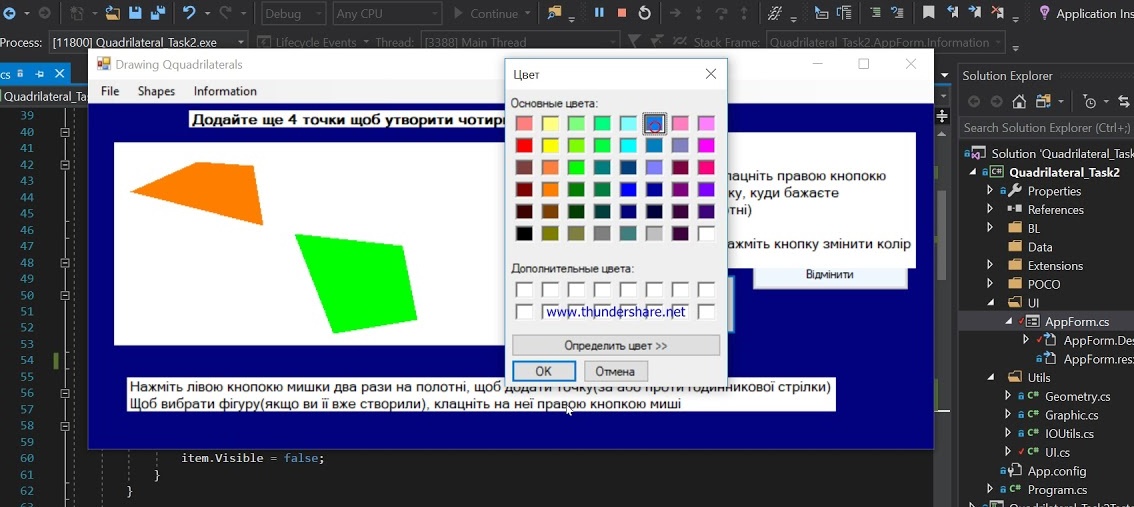 Debug
Any CPU
Continue
Application Ins
Process: [11800] Quadrilateral_Task2.exe
Lifecycle Events
Thread: [3388] Main Thread
Stack Frame: Quadrilateral_Task2.AppForm.Information
cs
Quadrilateral_Ta
39
40
41
42
43
44
45
46
47
48
49
50
51
52
53
54
55
56
57
58
59
60
61
62
63
Drawing Qquadrilaterals
File Shapes Information
Додайте ще 4 точки щоб утворити чотири
лацніть правою кнопокю
ку, куди бажаєте
тні)
ажміть кнопку змінити колір
Відмінити
Нажміть лівою кнопокю мишки два рази на полотні, щоб додати точку(за або проти годинникової стрілки)
Щоб вибрати фігуру(якщо ви її вже створили), клацніть на неї правою кнопкою миші
Цвет
Основные цвета:
Дополнительные цвета:
www.thundershare.net
Определить цвет >>
OK
Отмена
item.Visible = false;
}
}
Solution Explorer
Search Solution Explorer (Ctrl+;)
Solution 'Quadrilateral_Task
Quadrilateral_Task2
Properties
References
BL
Data
Extensions
POCO
UI
AppForm.cs
AppForm.Des
AppForm.res
Utils
Geometry.cs
Graphic.cs
IOUtils.cs
UI.cs
App.config
Program.cs
Quadrilateral_Task2Tests